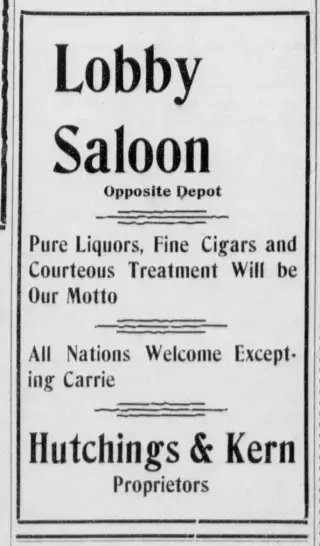 Lobby
Saloon
Opposite Depot
Pure Liquors, Fine Cigars and
Courteous Treatment Will be
Our Motto
All Nations Welcome Except-
ing Carrie
Hutchings & Kern
Proprietors